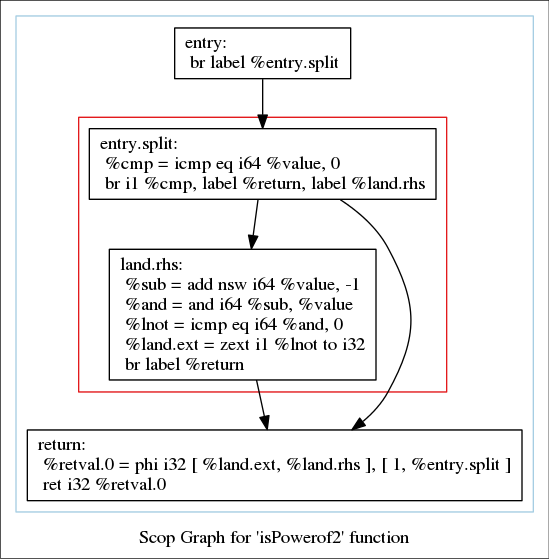 entry:
br label %entry.split
entry.split:
%cmp = icmp eq i64 %value, 0
br i1 %cmp, label %return, label %land.rhs
land.rhs:
%sub = add nsw i64 %value, -1
%and = and i64 %sub, %value
%lnot = icmp eq i64 %and, 0
%land.ext = zext i1 %lnot to i32
br label %return
return:
%retval.0 = phi i32 [ %land.ext, %land.rhs ], [ 1, %entry.split ]
ret i32 %retval.0
Scop Graph for 'isPowerof2' function